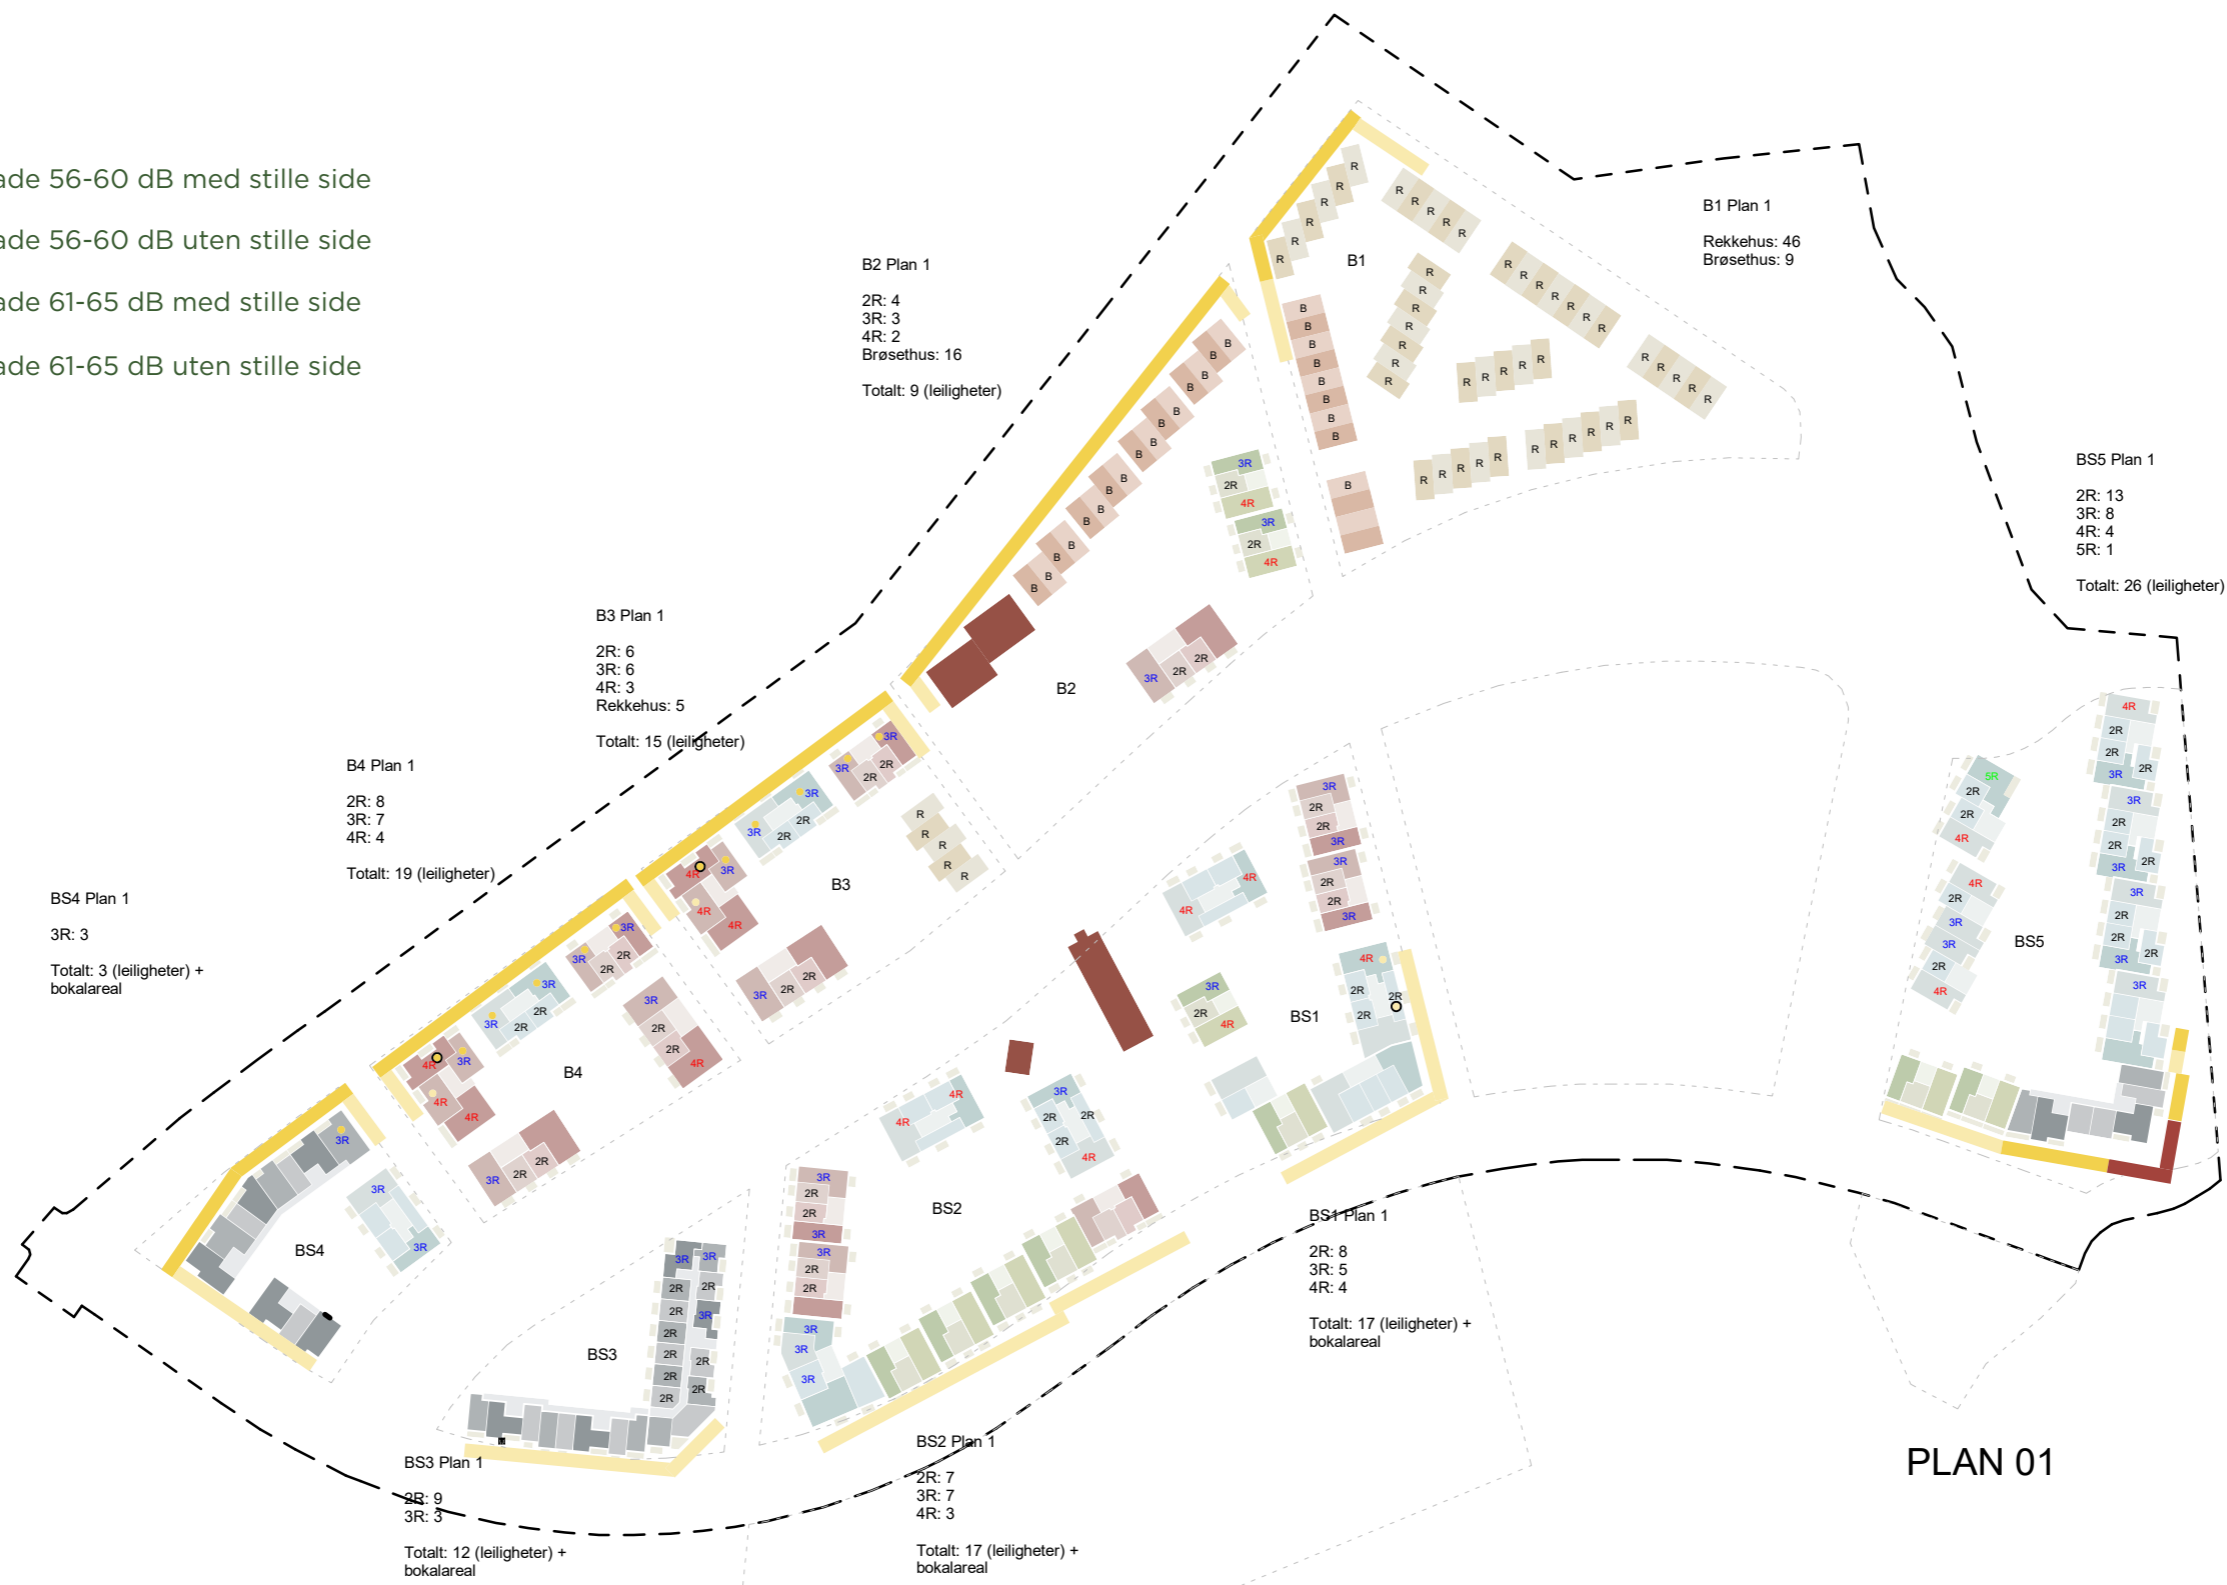 ade 56-60 dB med stille side
ade 56-60 dB uten stille side
ade 61-65 dB med stille side
ade 61-65 dB uten stille side
B1 Plan 1
Rekkehus: 46
Brøsethus: 9
B2 Plan 1
2R: 4
3R: 3
4R: 2
Brøsethus: 16
Totalt: 9 (leiligheter)
BS5 Plan 1
2R: 13
3R: 8
4R: 4
5R: 1
Totalt: 26 (leiligheter)
B3 Plan 1
2R: 6
3R: 6
4R: 3
Rekkehus: 5
Totalt: 15 (leiligheter)
B4 Plan 1
2R: 8
3R: 7
4R: 4
Totalt: 19 (leiligheter)
BS4 Plan 1
3R: 3
Totalt: 3 (leiligheter) +
bokalareal
B1
B2
B3
B4
BS5
BS1
BS2
BS4
BS3
BS1 Plan 1
2R: 8
3R: 5
4R: 4
Totalt: 17 (leiligheter) +
bokalareal
BS3 Plan 1
2R: 9
3R: 3
Totalt: 12 (leiligheter) +
bokalareal
BS2 Plan 1
2R: 7
3R: 7
4R: 3
Totalt: 17 (leiligheter) +
bokalareal
PLAN 01